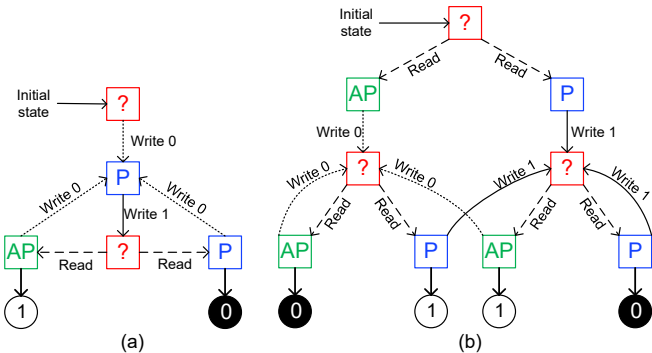 Initial
state
?
Write 0
P
Write 0
Write 1
Write 0
AP
Read
?
Read
P
1
0
(a)
Initial
state
?
Read
Read
AP
P
Write 0
Write 1
?
?
Write 0
Write 0
Write 1
Write 1
Read
Read
Read
Read
AP
P
AP
P
0
1
1
0
(b)